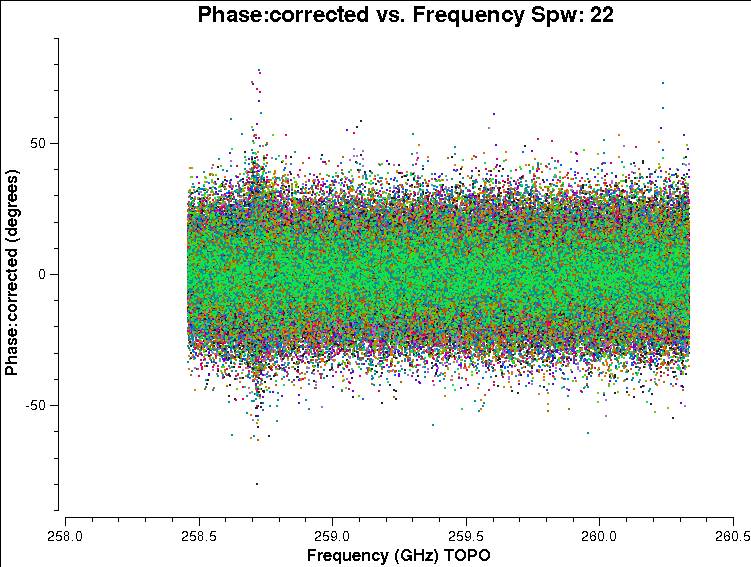 Phase:corrected vs. Frequency Spw: 22
Phase:corrected (degrees)
50
0
-50
258.0 258.5 259.0 259.5 260.0 260.5
Frequency (GHz) TOPO